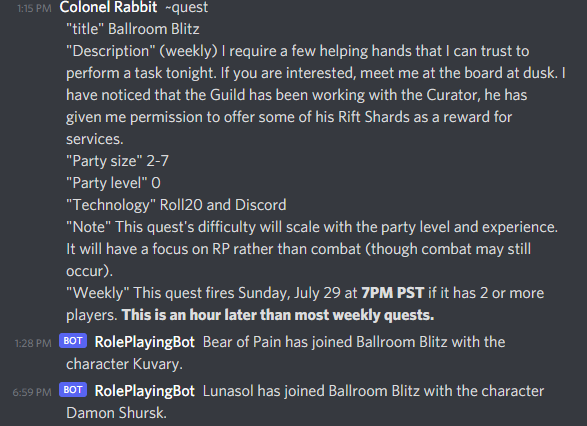 1:15 PM Colonel Rabbit ~quest
"title" Ballroom Blitz
"Description" (weekly) I require a few helping hands that I can trust to
perform a task tonight. If you are interested, meet me at the board at dusk. I
have noticed that the Guild has been working with the Curator, he has
given me permission to offer some of his Rift Shards as a reward for
services.
"Party size" 2-7
"Party level" 0
"Technology" Roll20 and Discord
"Note" This quest's difficulty will scale with the party level and experience.
It will have a focus on RP rather than combat (though combat may still
occur).
"Weekly" This quest fires Sunday, July 29 at 7PM PST if it has 2 or more
players. This is an hour later than most weekly quests.
1:28 PM BOT RolePlayingBot Bear of Pain has joined Ballroom Blitz with the
character Kuvary.
6:59 PM BOT RolePlayingBot Lunasol has joined Ballroom Blitz with the character
Damon Shursk.